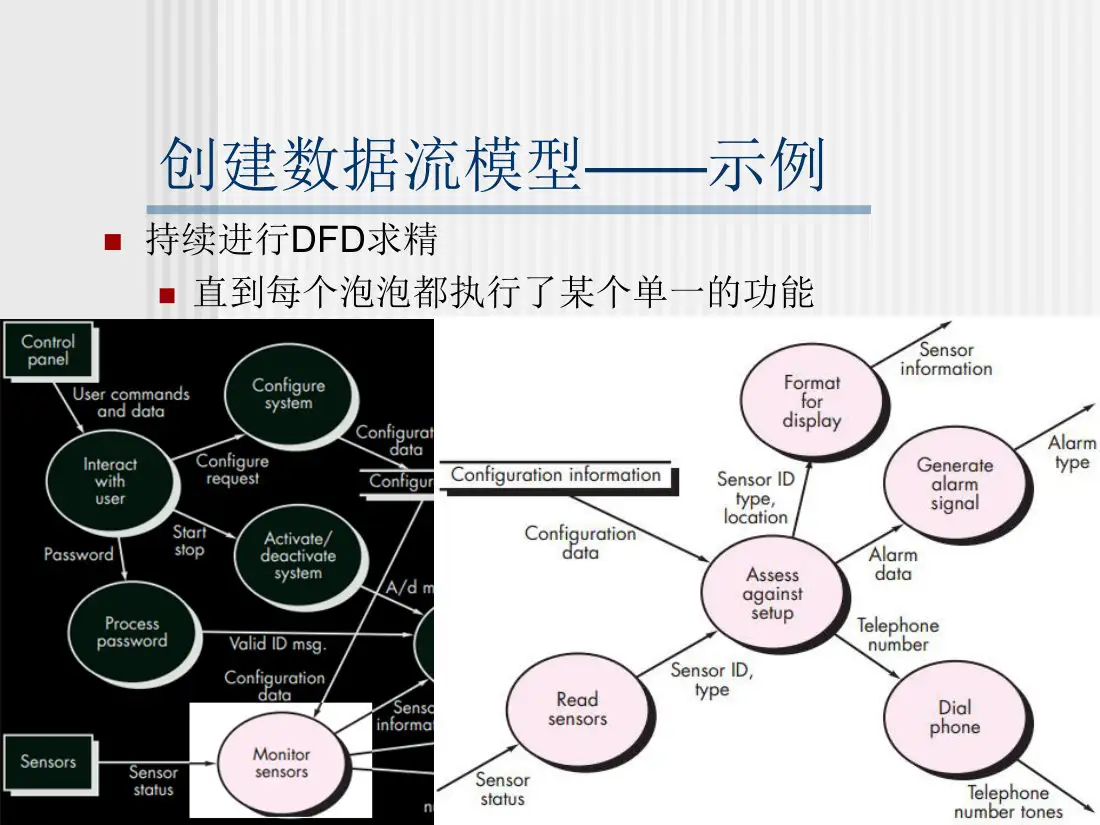 创建数据流模型——示例
持续进行DFD求精
直到每个泡泡都执行了某个单一的功能
Control
panel
User commands
and data
Configure
system
Configure
request
data
Interact
with
user
Start
stop
Password
Activate/
deactivate
system
A/d
Process
password
Valid ID msg.
Configuration
data
Monitor
sensors
Sensors
Sensor
status
Configuration information
Configuration
data
Format
for
display
Sensor
information
Sensor ID
type,
location
Generate
alarm
signal
Alarm
type
Assess
against
setup
Alarm
data
Telephone
number
Read
sensors
Sensor ID,
type
Sensor
status
Dial
phone
Telephone
number tones